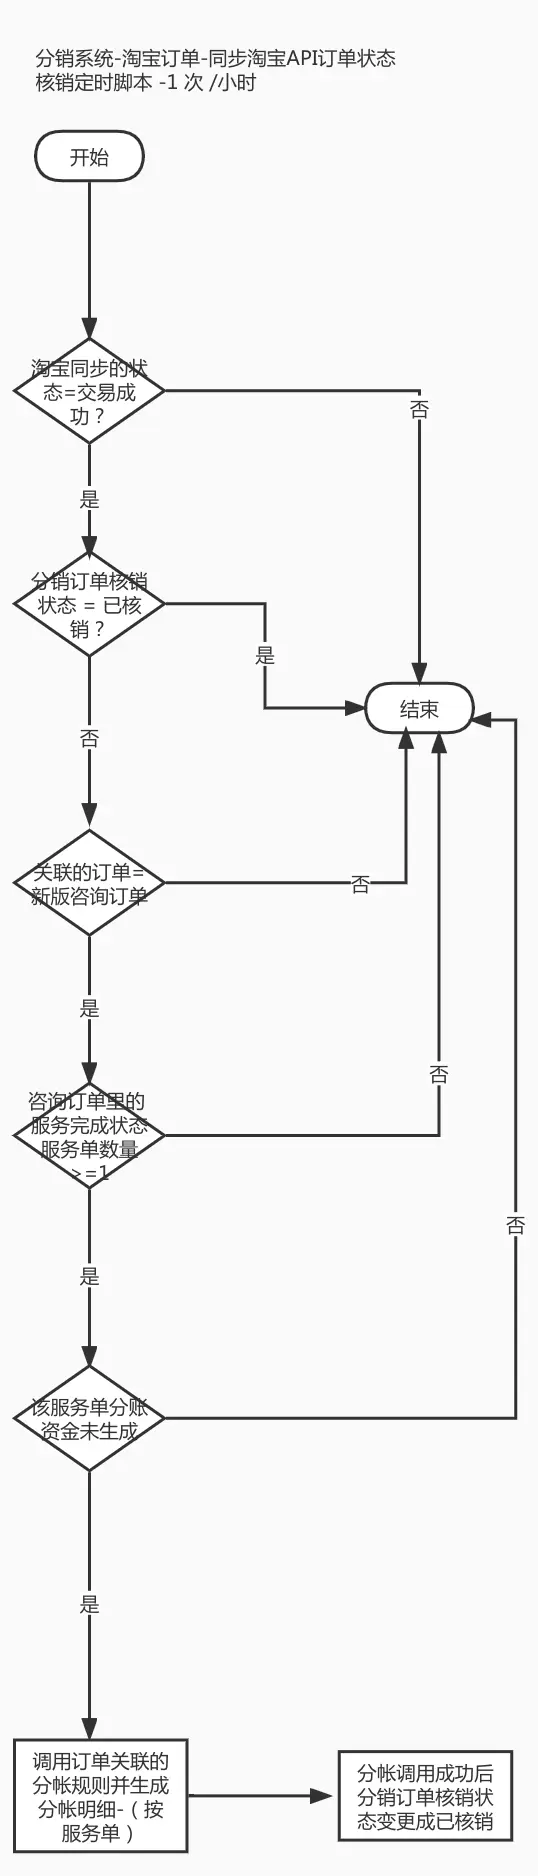 分销系统-淘宝订单-同步淘宝API订单状态
核销定时脚本 -1 次 /小时
开始
淘宝同步的状
态=交易成
功？
否
是
分销订单核销
状态 = 已核
销？
是
结束
否
关联的订单=
新版咨询订单
否
是
咨询订单里的
服务完成状态
服务单数量
>=1
否
是
否
该服务单分账
资金未生成
是
调用订单关联的
分帐规则并生成
分帐明细-（按
服务单）
分帐调用成功后
分销订单核销状
态变更成已核销